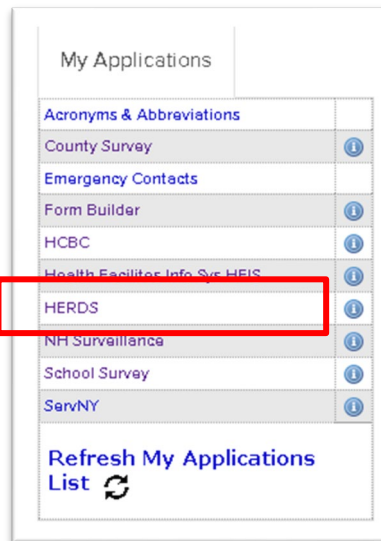 My Applications
Acronyms & Abbreviations
County Survey
Emergency Contacts
Form Builder
HCBC
Health Facilites Info Sys HFIS
HERDS
NH Surveillance
School Survey
ServNY
Refresh My Applications
List